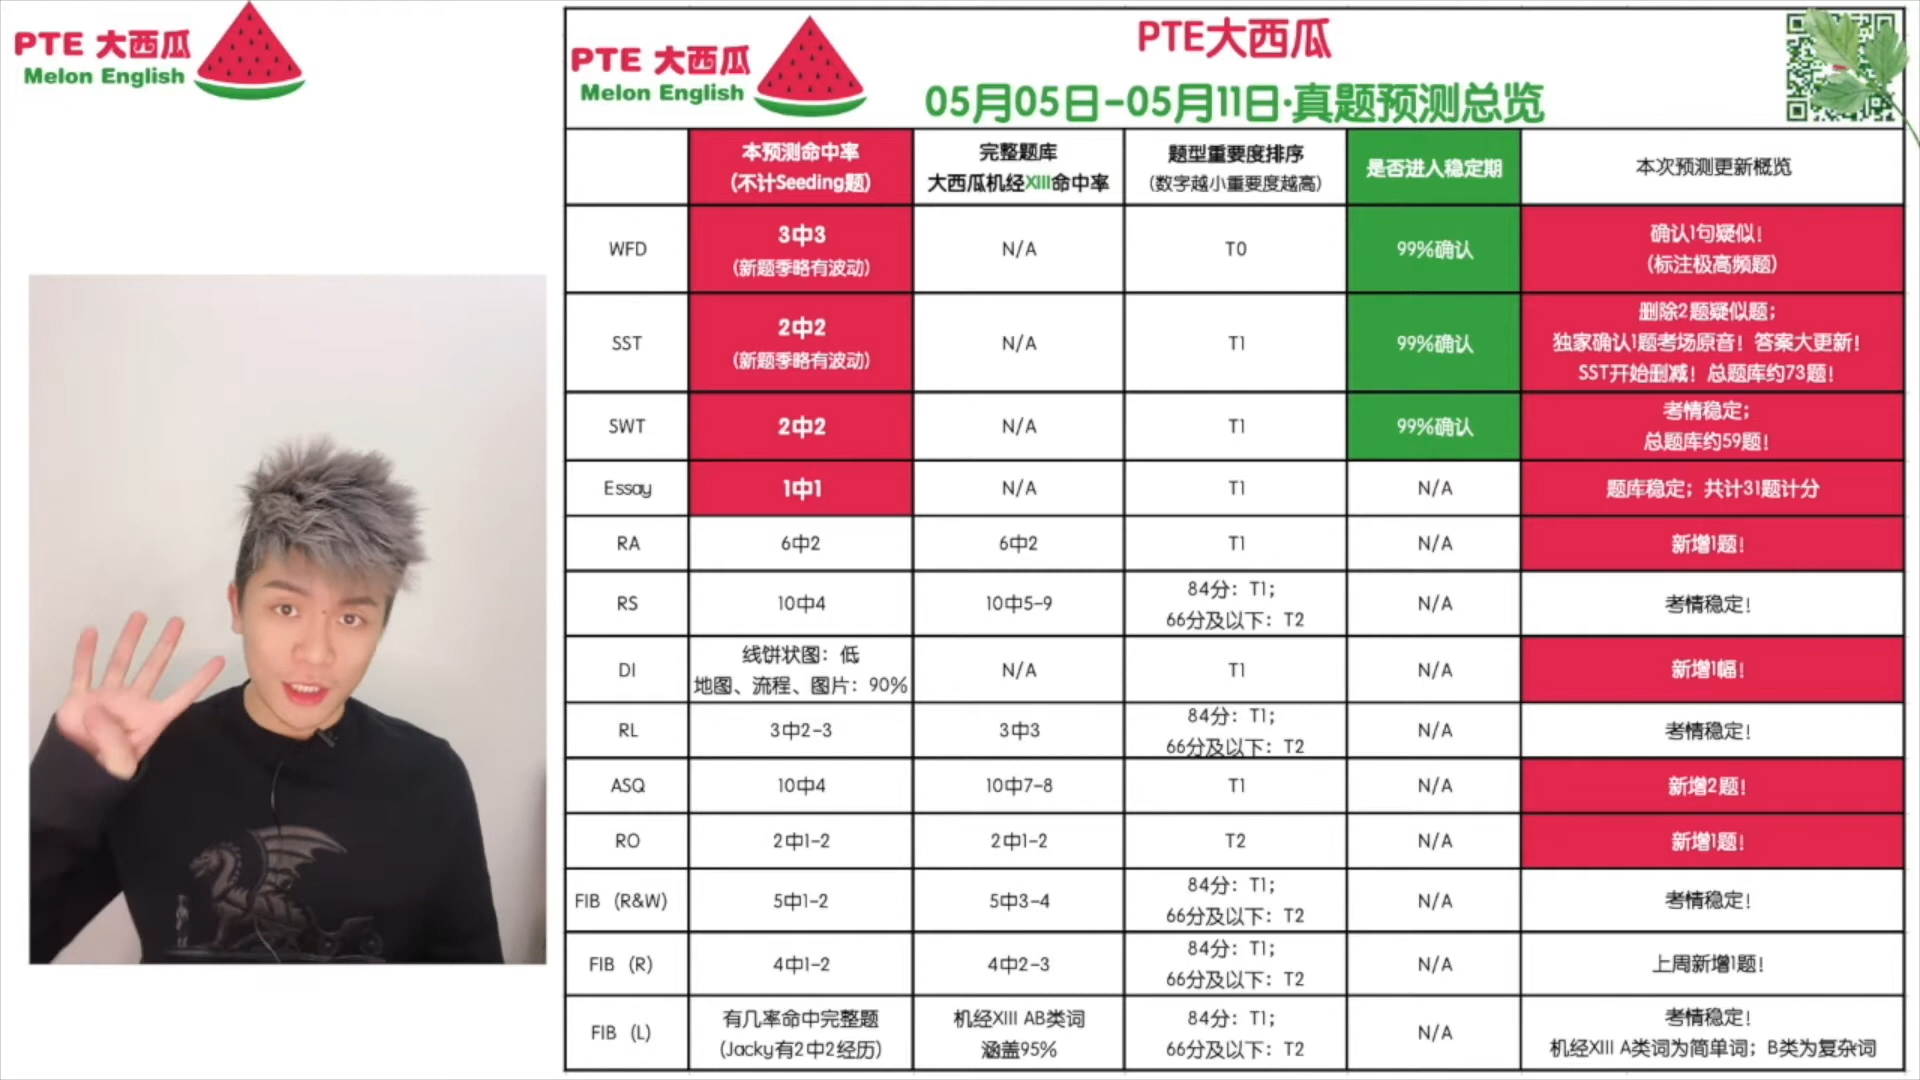 PTE 大西瓜
Melon English
PTE 大西瓜
Melon English
PTE大西瓜
05月05日-05月11日·真题预测总览
本预测命中率
(不计Seeding题)
完整题库
大西瓜机经XIII命中率
题型重要度排序
(数字越小重要度越高)
是否进入稳定期
本次预测更新概览
WFD
3中3
(新题季略有波动)
N/A
T0
99%确认
确认1句疑似!
(标注极高频题)
SST
2中2
(新题季略有波动)
N/A
T1
99%确认
删除2题疑似题;
独家确认1题考场原音! 答案大更新!
SST开始删减! 总题库约73题!
SWT
2中2
N/A
T1
99%确认
考情稳定;
总题库约59题!
Essay
1中1
N/A
T1
N/A
题库稳定; 共计31题计分
RA
6中2
6中2
T1
N/A
新增1题!
RS
10中4
10中5-9
84分: T1;
66分及以下: T2
N/A
考情稳定!
DI
线饼状图: 低
地图、流程、图片: 90%
N/A
T1
N/A
新增1幅!
RL
3中2-3
3中3
84分: T1;
66分及以下: T2
N/A
考情稳定!
ASQ
10中4
10中7-8
T1
N/A
新增2题!
RO
2中1-2
2中1-2
T2
N/A
新增1题!
FIB (R&W)
5中1-2
5中3-4
84分: T1;
66分及以下: T2
N/A
考情稳定!
FIB (R)
4中1-2
4中2-3
84分: T1;
66分及以下: T2
N/A
上周新增1题!
FIB (L)
有几率命中完整题
(Jacky有2中2经历)
机经XIII AB类词
涵盖95%
84分: T1;
66分及以下: T2
N/A
考情稳定!
机经XIII A类词为简单词; B类为复杂词